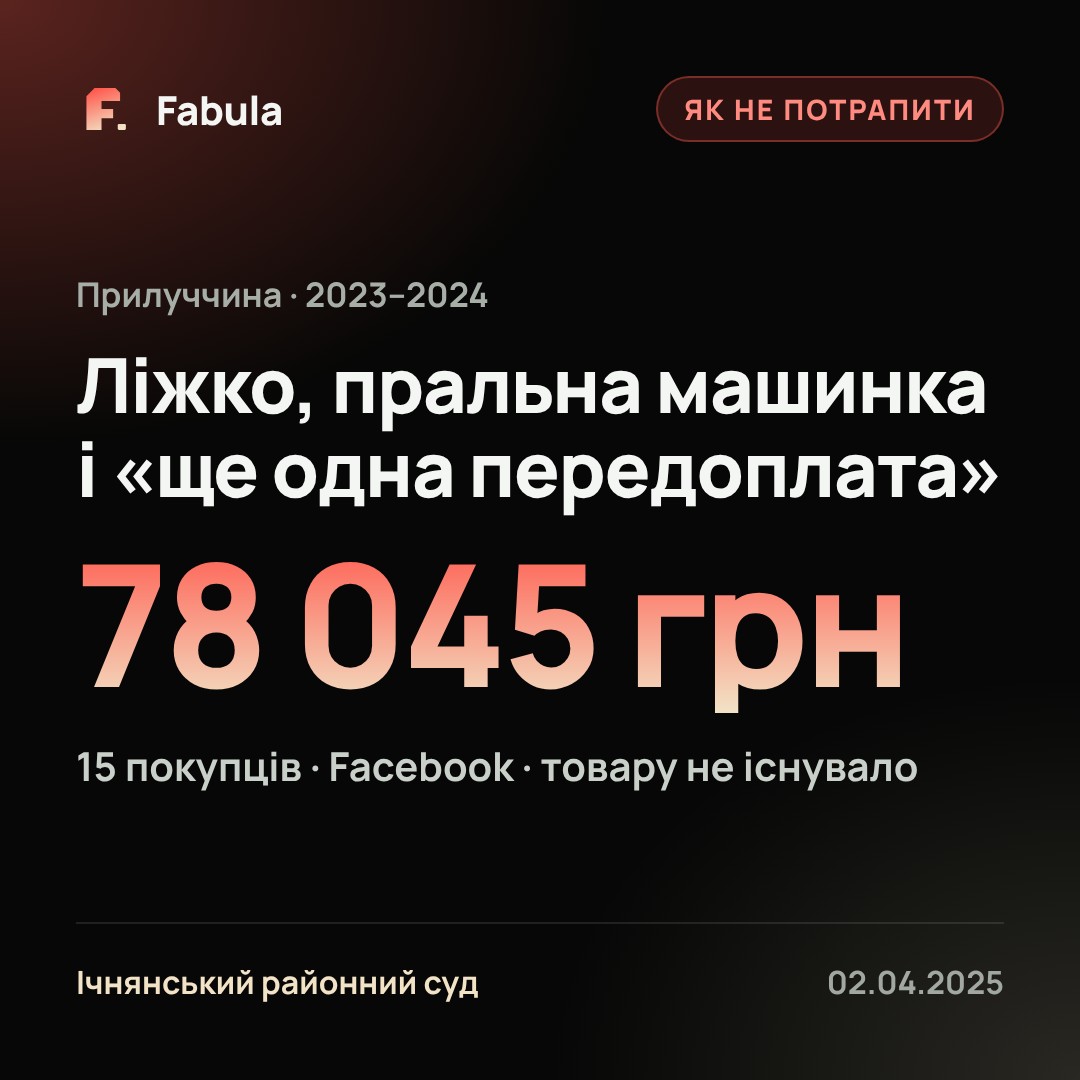 F. Fabula
ЯК НЕ ПОТРАПИТИ
Прилуччина · 2023–2024
Ліжко, пральна машинка
і «ще одна передоплата»
78 045 грн
15 покупців · Facebook · товару не існувало
Ічнянський районний суд
02.04.2025